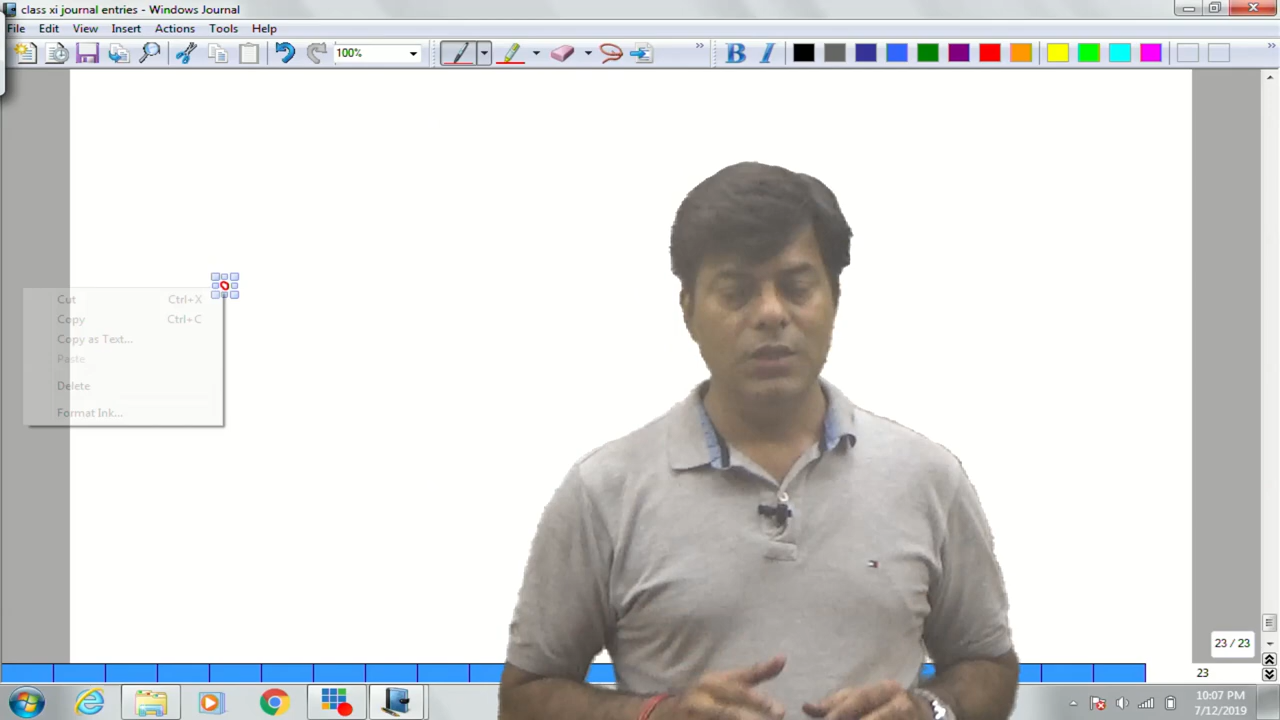 class xi journal entries - Windows Journal
File Edit View Insert Actions Tools Help
100% B I
Cut Ctrl+X
Copy Ctrl+C
Copy as Text...
Paste
Delete
Format Ink...
23 / 23
23
10:07 PM
7/12/2019